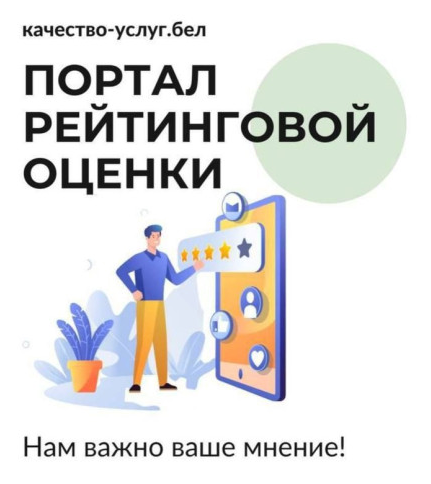 качество-услуг.бел
ПОРТАЛ
РЕЙТИНГОВОЙ
ОЦЕНКИ
Нам важно ваше мнение!